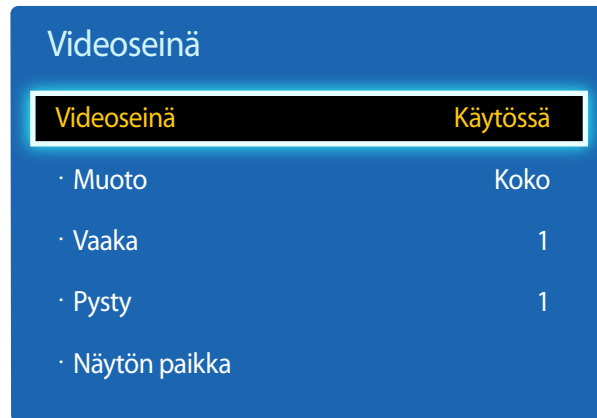 Videoseinä
Videoseinä Käytössä
· Muoto Koko
· Vaaka 1
· Pysty 1
· Näytön paikka